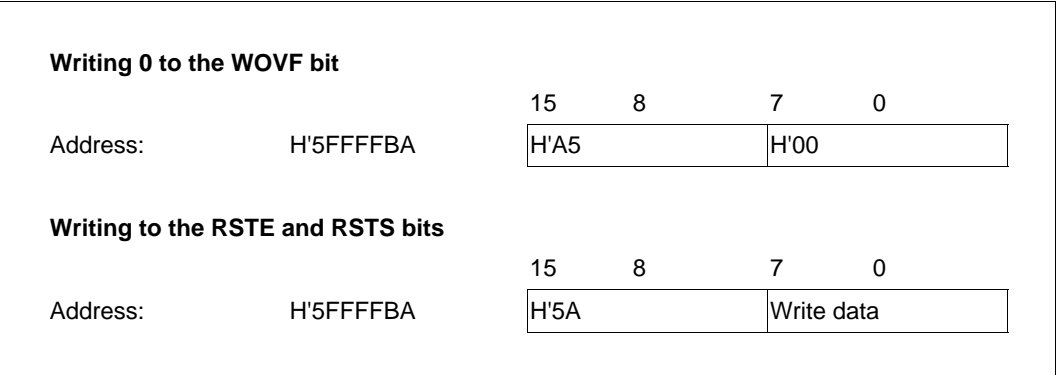 Writing 0 to the WOVF bit
15 8 7 0
Address: H'5FFFFBA H'A5 H'00
Writing to the RSTE and RSTS bits
15 8 7 0
Address: H'5FFFFBA H'5A Write data